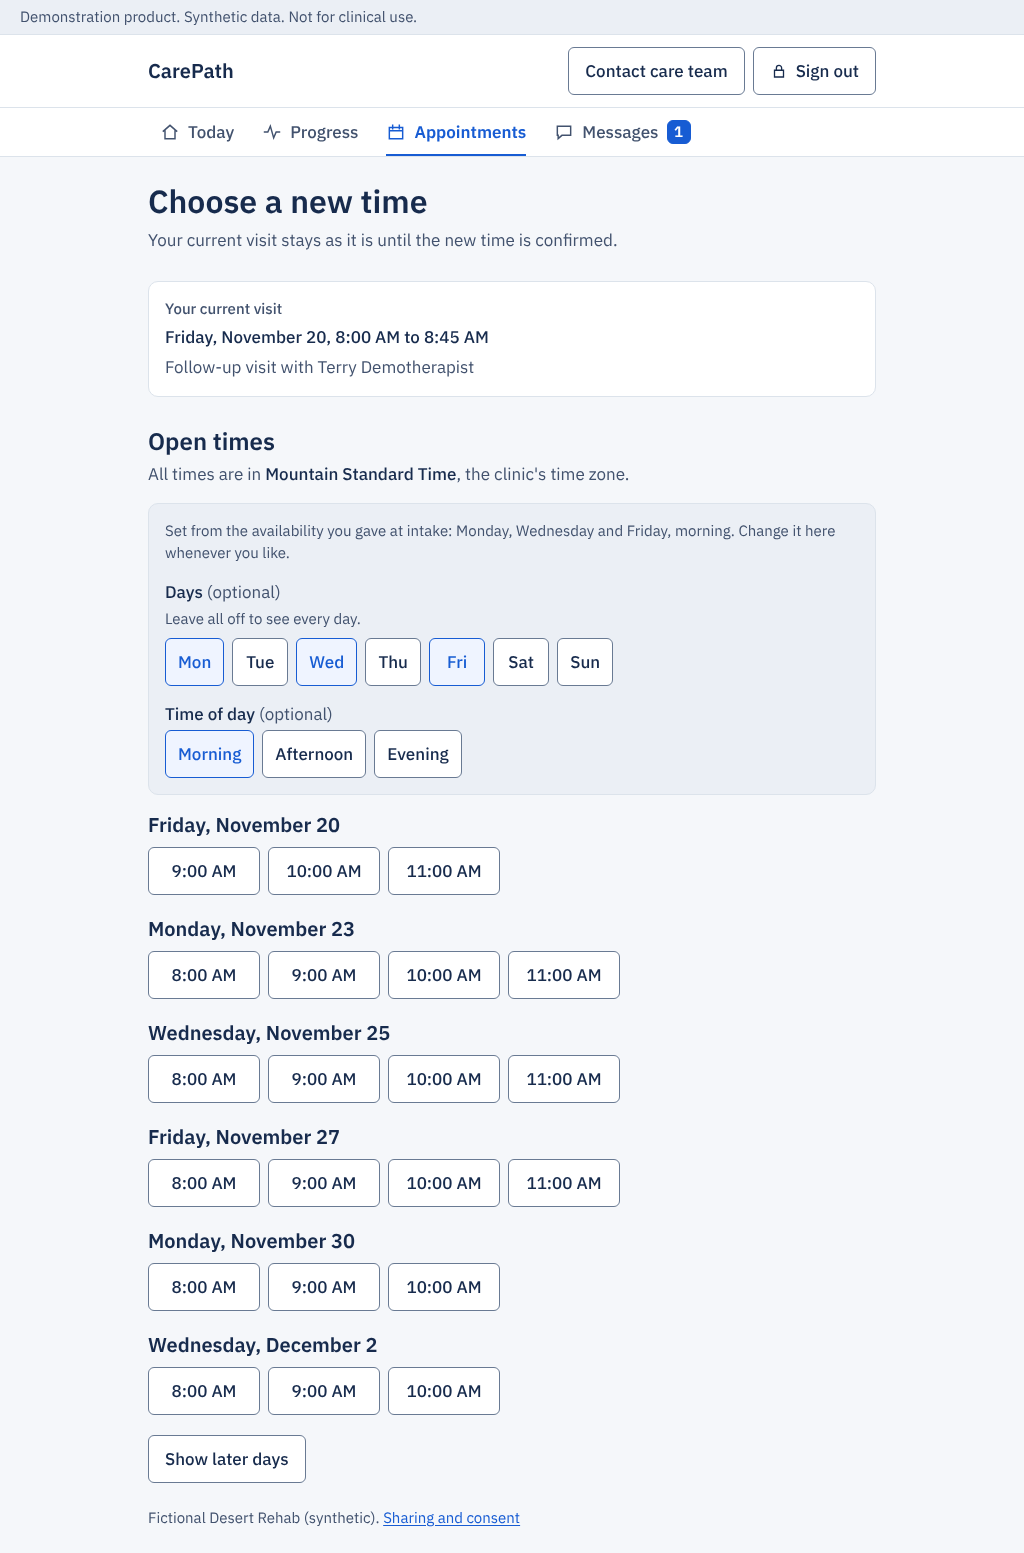 Demonstration product. Synthetic data. Not for clinical use.
CarePath
Contact care team
Sign out
Today
Progress
Appointments
Messages 1
Choose a new time
Your current visit stays as it is until the new time is confirmed.
Your current visit
Friday, November 20, 8:00 AM to 8:45 AM
Follow-up visit with Terry Demotherapist
Open times
All times are in Mountain Standard Time, the clinic's time zone.
Set from the availability you gave at intake: Monday, Wednesday and Friday, morning. Change it here
whenever you like.
Days (optional)
Leave all off to see every day.
Mon Tue Wed Thu Fri Sat Sun
Time of day (optional)
Morning Afternoon Evening
Friday, November 20
9:00 AM 10:00 AM 11:00 AM
Monday, November 23
8:00 AM 9:00 AM 10:00 AM 11:00 AM
Wednesday, November 25
8:00 AM 9:00 AM 10:00 AM 11:00 AM
Friday, November 27
8:00 AM 9:00 AM 10:00 AM 11:00 AM
Monday, November 30
8:00 AM 9:00 AM 10:00 AM
Wednesday, December 2
8:00 AM 9:00 AM 10:00 AM
Show later days
Fictional Desert Rehab (synthetic). Sharing and consent